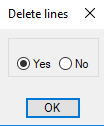 Delete lines
Yes No
OK